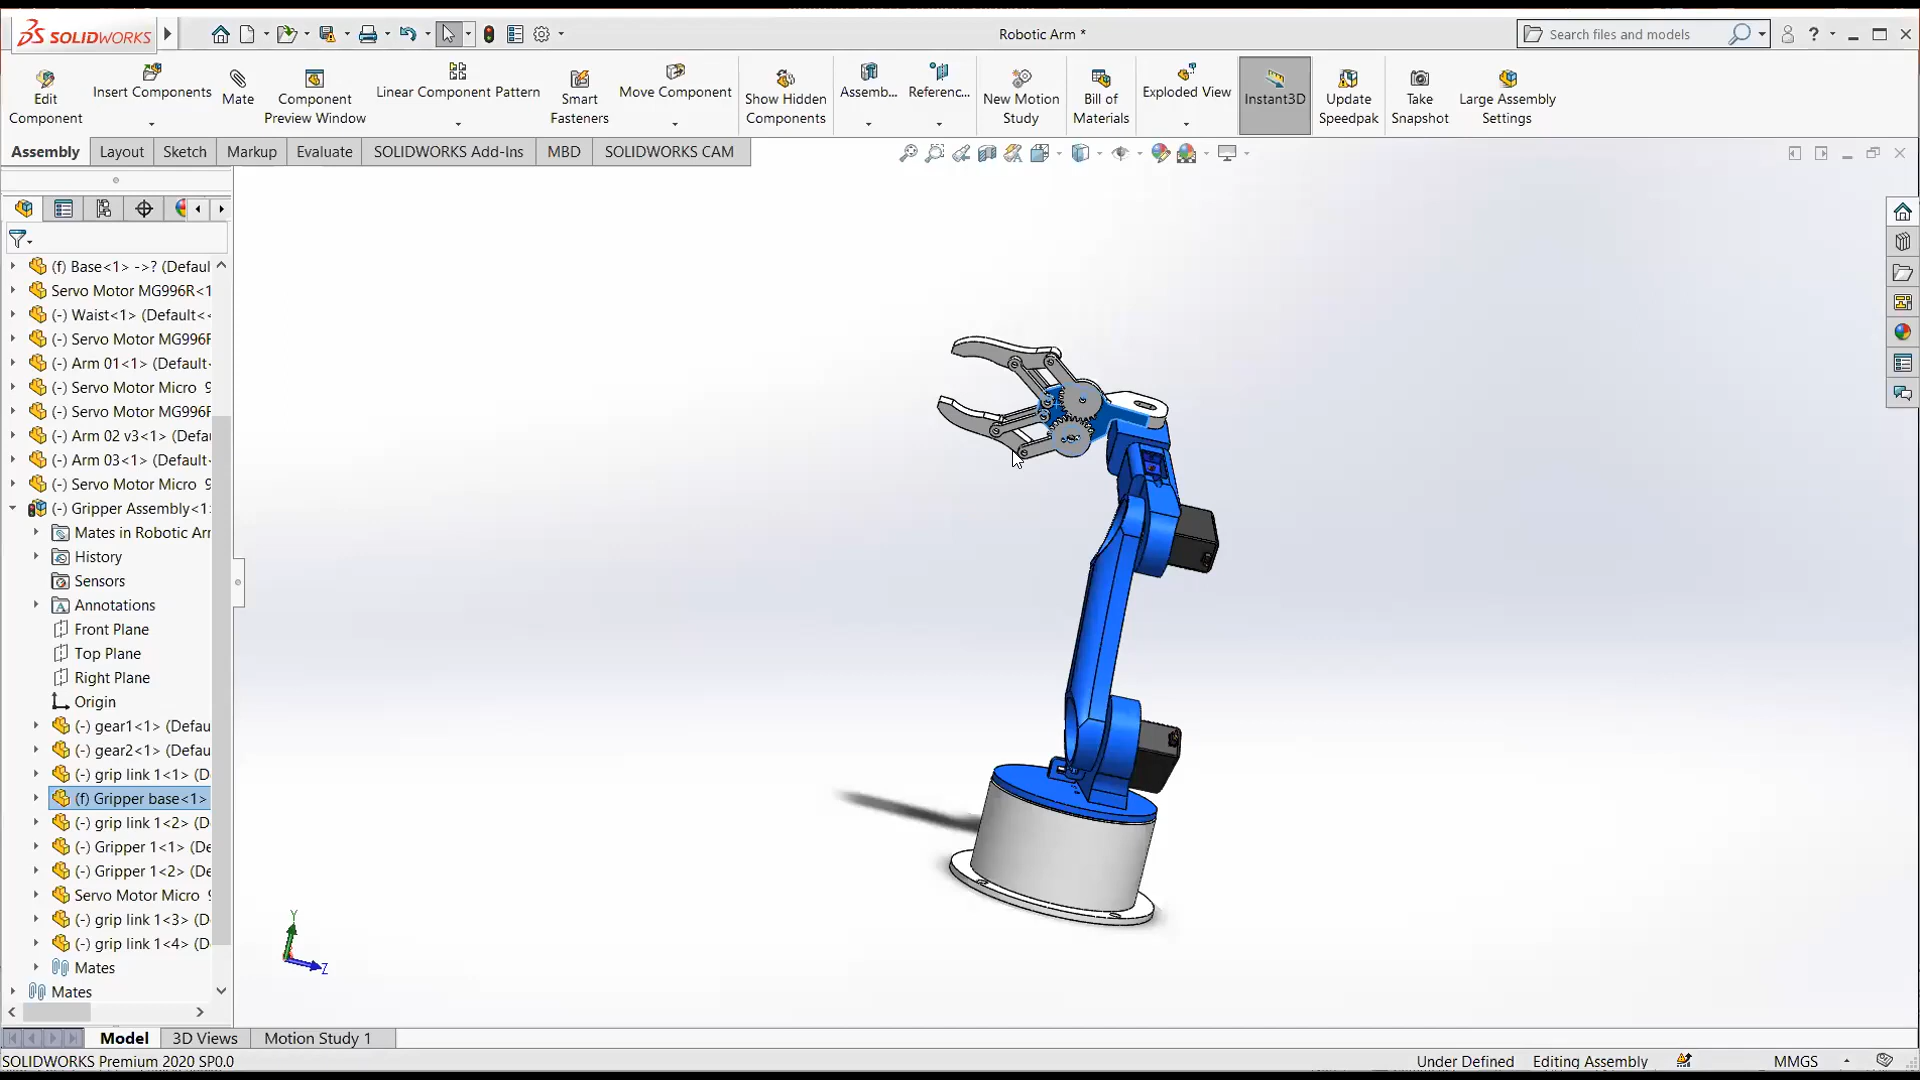 SOLIDWORKS
Robotic Arm *
Search files and models
?
Edit Component
Insert Components
Mate
Component Preview Window
Linear Component Pattern
Smart Fasteners
Move Component
Show Hidden Components
Assemb...
Referenc...
New Motion Study
Bill of Materials
Exploded View
Instant3D
Update Speedpak
Take Snapshot
Large Assembly Settings
Assembly
Layout
Sketch
Markup
Evaluate
SOLIDWORKS Add-Ins
MBD
SOLIDWORKS CAM
(f) Base<1> ->? (Defaul
Servo Motor MG996R<1
(-) Waist<1> (Default<<
(-) Servo Motor MG996R
(-) Arm 01<1> (Default<
(-) Servo Motor Micro 9
(-) Servo Motor MG996R
(-) Arm 02 v3<1> (Defau
(-) Arm 03<1> (Default<
(-) Servo Motor Micro 9
(-) Gripper Assembly<1>
Mates in Robotic Arm
History
Sensors
Annotations
Front Plane
Top Plane
Right Plane
Origin
(-) gear1<1> (Defau
(-) gear2<1> (Defau
(-) grip link 1<1> (D
(f) Gripper base<1>
(-) grip link 1<2> (D
(-) Gripper 1<1> (De
(-) Gripper 1<2> (De
Servo Motor Micro 9
(-) grip link 1<3> (D
(-) grip link 1<4> (D
Mates
Mates
Y
Z
Model
3D Views
Motion Study 1
SOLIDWORKS Premium 2020 SP0.0
Under Defined
Editing Assembly
MMGS